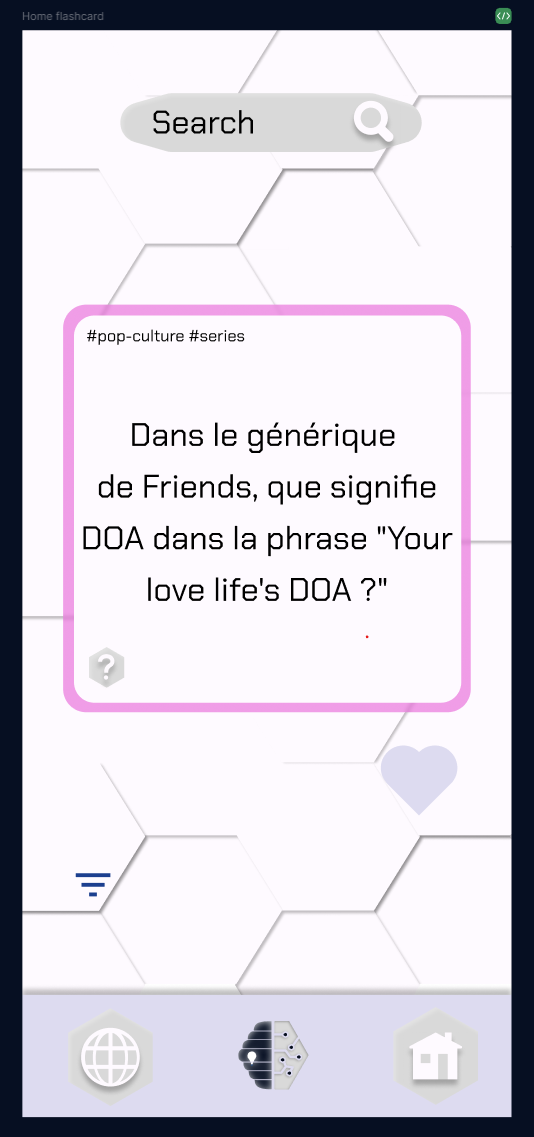 Home flashcard
Search
#pop-culture #series
Dans le générique
de Friends, que signifie
DOA dans la phrase "Your
love life's DOA ?"
?